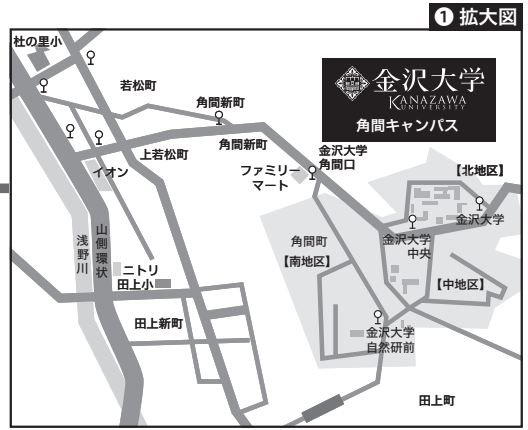 ❶ 拡大図
杜の里小
若松町
角間新町
金沢大学
KANAZAWA
UNIVERSITY
角間キャンパス
上若松町
角間新町
金沢大学
角間口
ファミリー
マート
【北地区】
イオン
金沢大学
金沢大学
中央
角間町
【南地区】
浅野川
山側環状
ニトリ
田上小
【中地区】
田上新町
金沢大学
自然研前
田上町